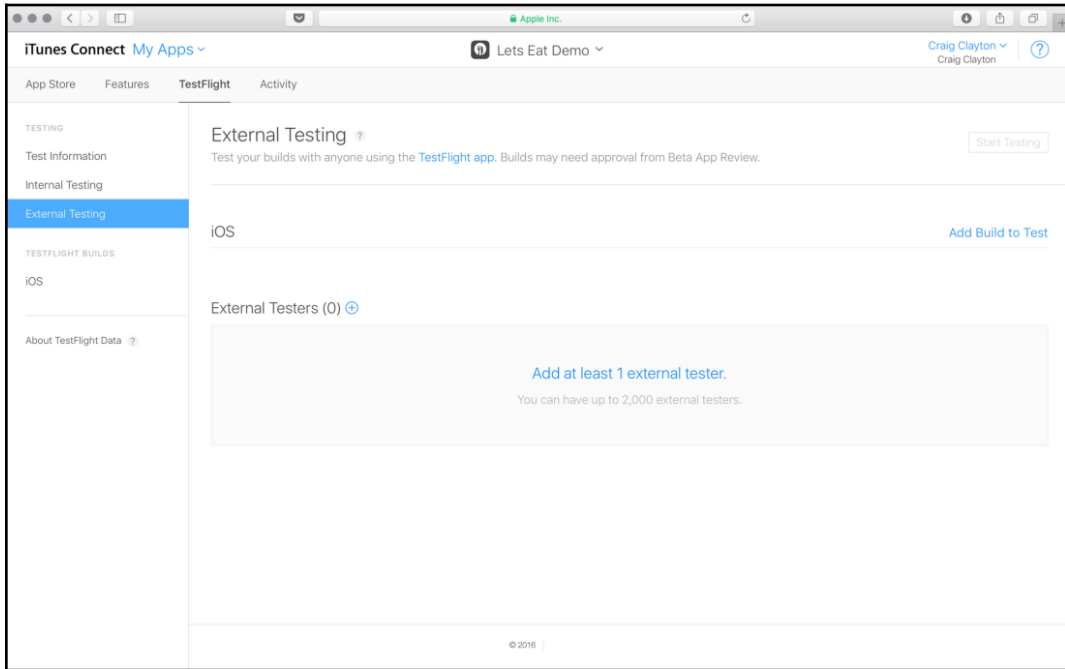 Apple Inc.
iTunes Connect My Apps
Lets Eat Demo
Craig Clayton
Craig Clayton
?
App Store Features TestFlight Activity
TESTING
Test Information
Internal Testing
External Testing
TESTFLIGHT BUILDS
iOS
About TestFlight Data ?
External Testing ?
Start Testing
Test your builds with anyone using the TestFlight app. Builds may need approval from Beta App Review.
iOS
Add Build to Test
External Testers (0)
Add at least 1 external tester.
You can have up to 2,000 external testers.
© 2016